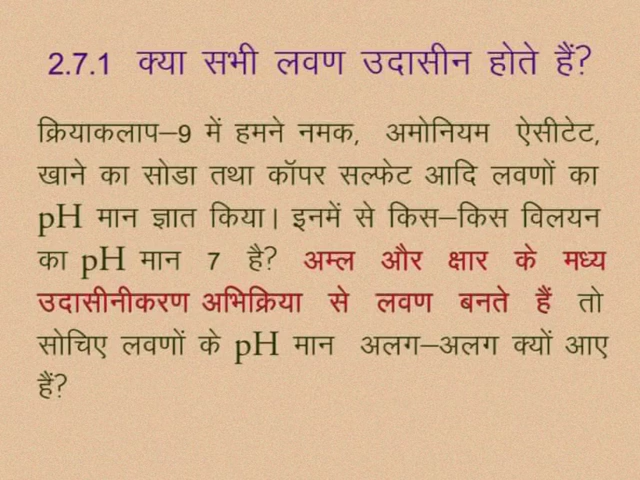 2.7.1 क्या सभी लवण उदासीन होते हैं?
क्रियाकलाप–9 में हमने नमक, अमोनियम ऐसीटेट,
खाने का सोडा तथा कॉपर सल्फेट आदि लवणों का
pH मान ज्ञात किया। इनमें से किस–किस विलयन
का pH मान 7 है? अम्ल और क्षार के मध्य
उदासीनीकरण अभिक्रिया से लवण बनते हैं तो
सोचिए लवणों के pH मान अलग–अलग क्यों आए
हैं?